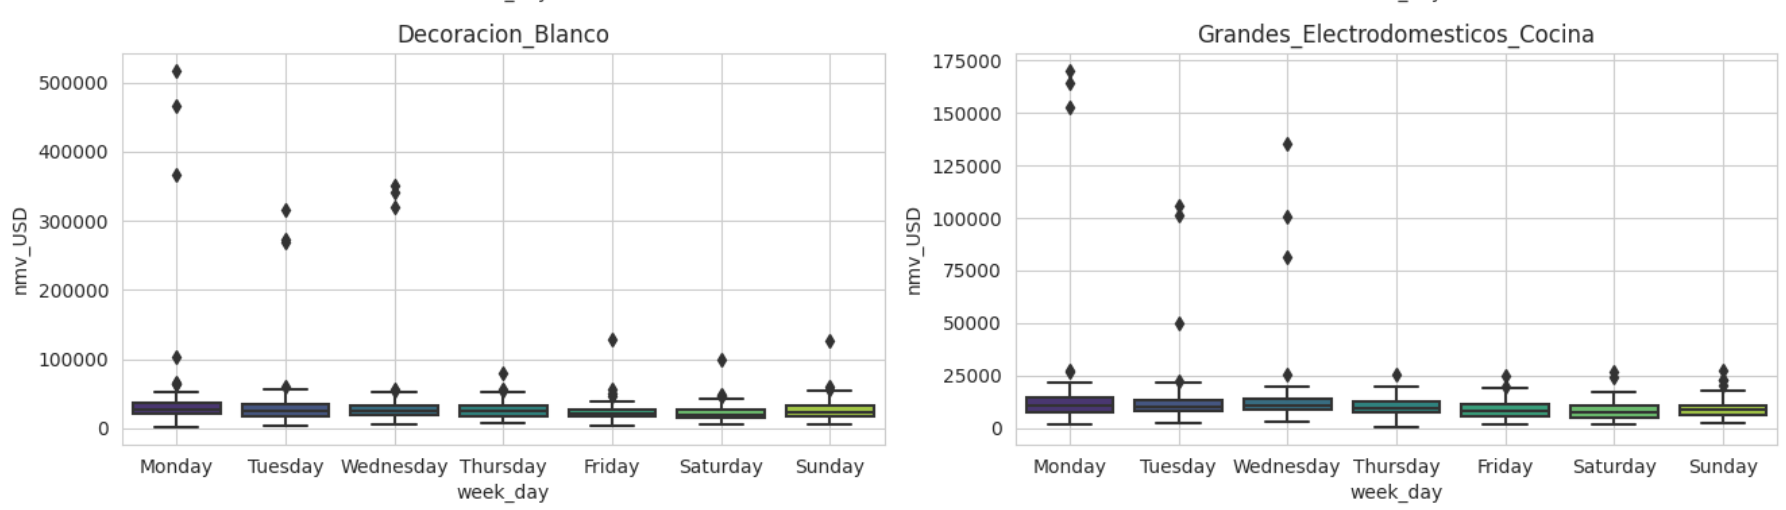 Decoracion_Blanco
500000
400000
300000
200000
100000
0
nmv_USD
Monday Tuesday Wednesday Thursday Friday Saturday Sunday
week_day
Grandes_Electrodomesticos_Cocina
175000
150000
125000
100000
75000
50000
25000
0
nmv_USD
Monday Tuesday Wednesday Thursday Friday Saturday Sunday
week_day